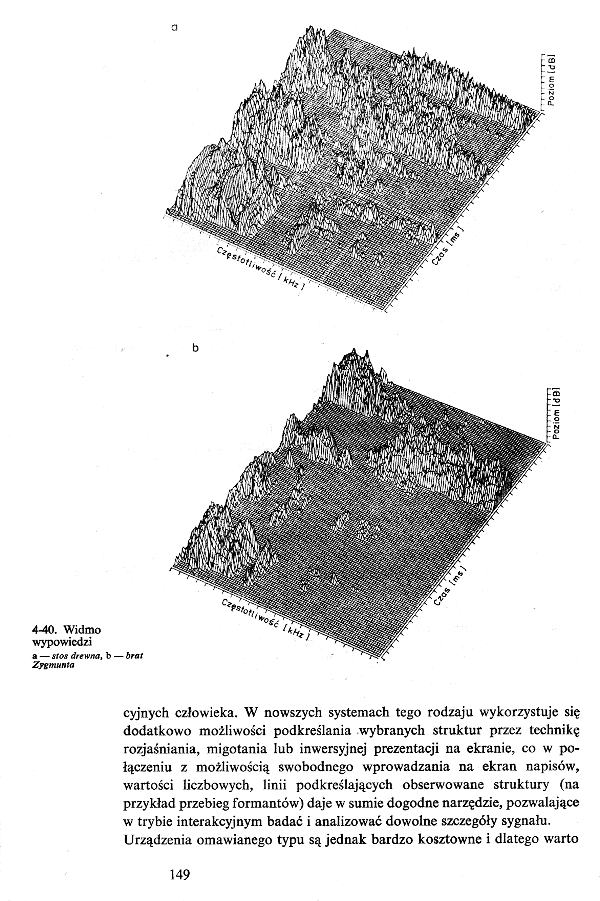 a
Poziom [dB]
Częstotliwość [kHz]
Czas [ms]
b
Poziom [dB]
Częstotliwość [kHz]
Czas [ms]
4-40. Widmo
wypowiedzi
a — stos drewna, b — brat
Zygmunta
cyjnych człowieka. W nowszych systemach tego rodzaju wykorzystuje się
dodatkowo możliwości podkreślania wybranych struktur przez technikę
rozjaśniania, migotania lub inwersyjnej prezentacji na ekranie, co w po-
łączeniu z możliwością swobodnego wprowadzania na ekran napisów,
wartości liczbowych, linii podkreślających obserwowane struktury (na
przykład przebieg formantów) daje w sumie dogodne narzędzie, pozwalające
w trybie interakcyjnym badać i analizować dowolne szczegóły sygnału.
Urządzenia omawianego typu są jednak bardzo kosztowne i dlatego warto
149